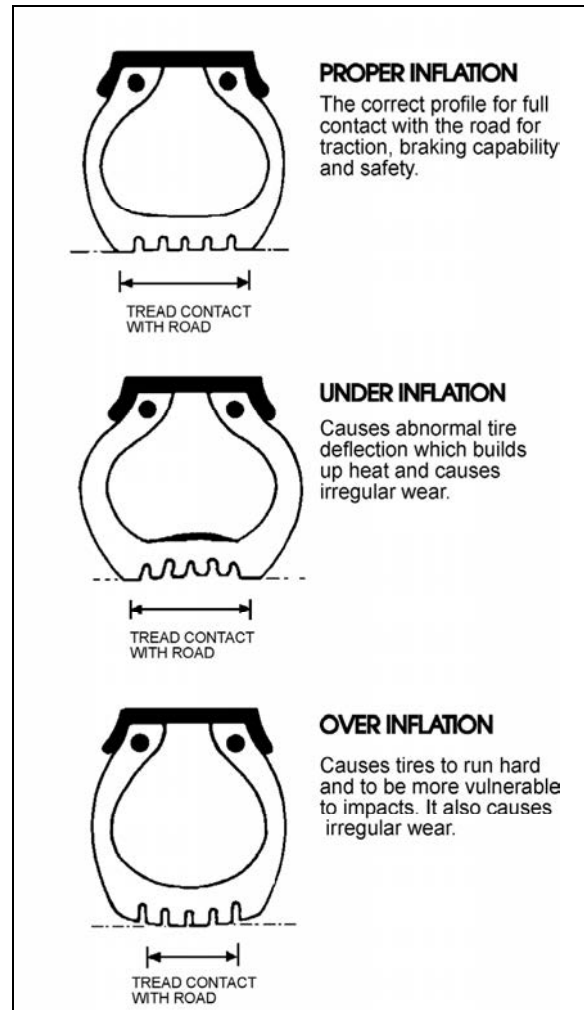 PROPER INFLATION
The correct profile for full
contact with the road for
traction, braking capability
and safety.
TREAD CONTACT
WITH ROAD
UNDER INFLATION
Causes abnormal tire
deflection which builds
up heat and causes
irregular wear.
TREAD CONTACT
WITH ROAD
OVER INFLATION
Causes tires to run hard
and to be more vulnerable
to impacts. It also causes
irregular wear.
TREAD CONTACT
WITH ROAD